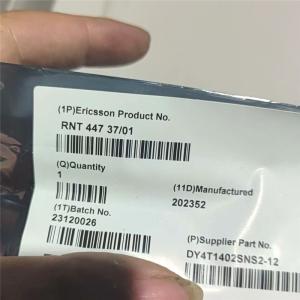 (1P)Ericsson Product No.
RNT 447 37/01
(Q)Quantity
1
(11D)Manufactured
202352
(1T)Batch No.
23120026
(P)Supplier Part No.
DY4T1402SNS2-12